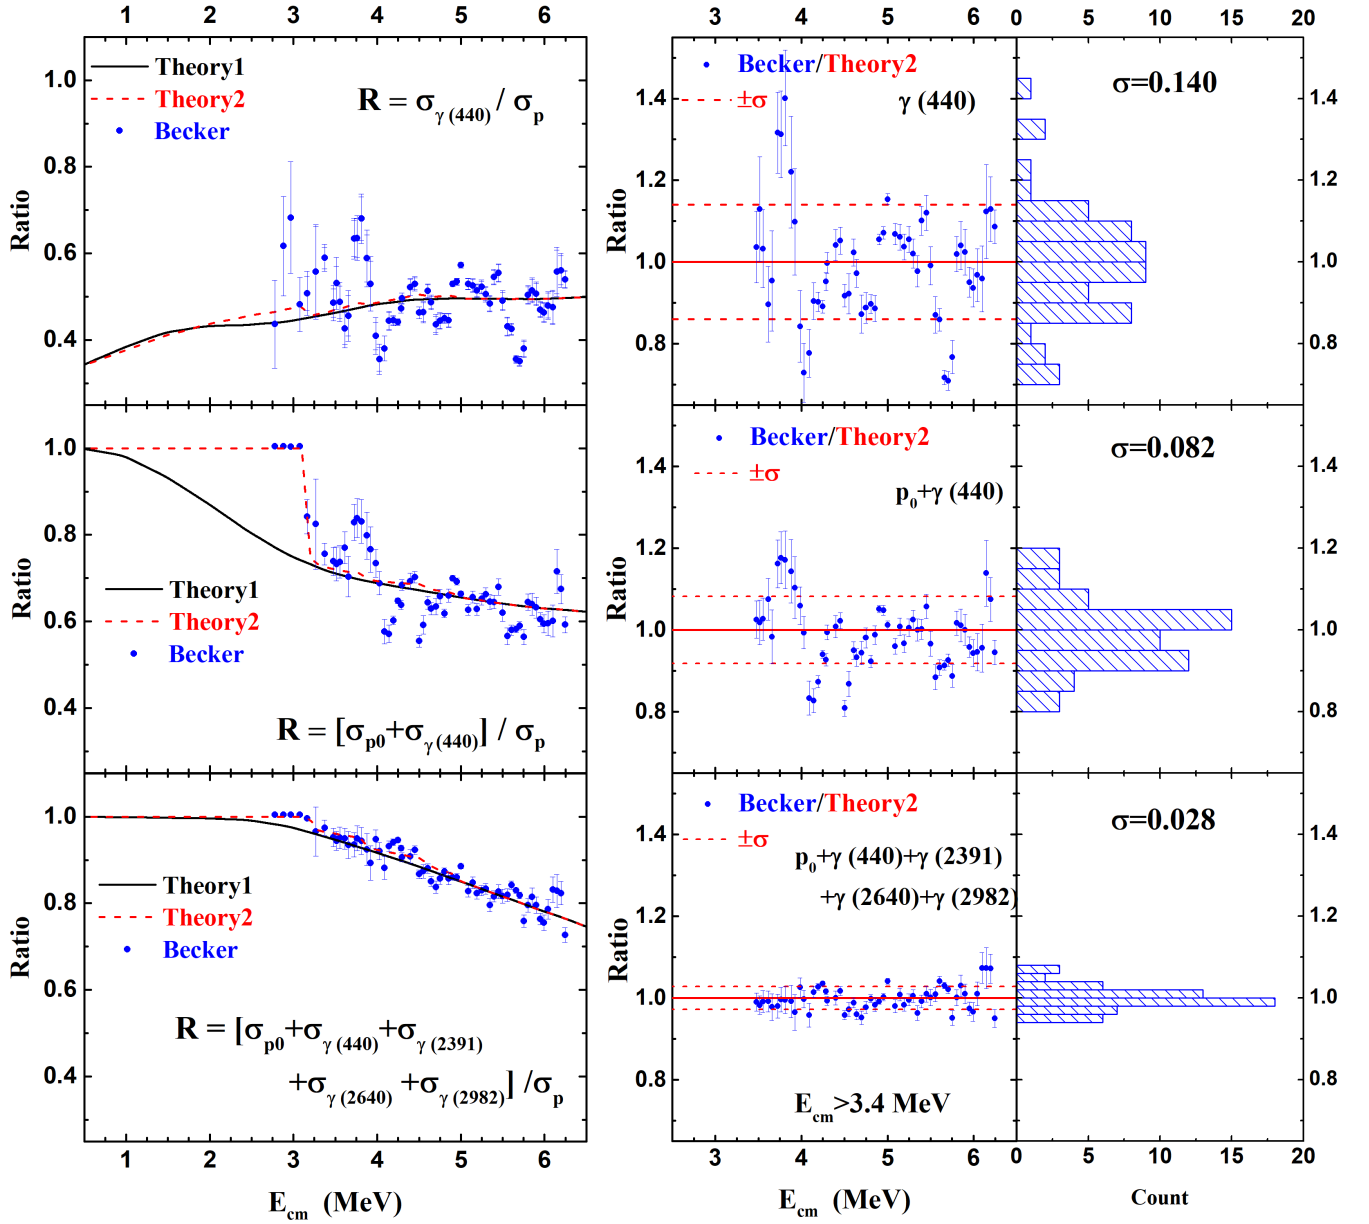 1 2 3 4 5 6
3 4 5 6
0 5 10 15 20
Theory1
Theory2
Becker
R = σγ (440) / σp
Ratio
1.0
0.8
0.6
0.4
Becker/Theory2
±σ
γ (440)
Ratio
1.4
1.2
1.0
0.8
σ=0.140
1.4
1.2
1.0
0.8
Ratio
1.0
0.8
0.6
0.4
Theory1
Theory2
Becker
R = [σp0+σγ (440)] / σp
Becker/Theory2
±σ
p0+γ (440)
Ratio
1.4
1.2
1.0
0.8
σ=0.082
1.4
1.2
1.0
0.8
Ratio
1.0
0.8
0.6
0.4
Theory1
Theory2
Becker
R = [σp0+σγ (440)+σγ (2391)
+σγ (2640) +σγ (2982)] /σp
Becker/Theory2
±σ
p0+γ (440)+γ (2391)
+γ (2640)+γ (2982)
Ecm>3.4 MeV
Ratio
1.4
1.2
1.0
0.8
σ=0.028
1.4
1.2
1.0
0.8
1 2 3 4 5 6
Ecm (MeV)
3 4 5 6
Ecm (MeV)
0 5 10 15 20
Count